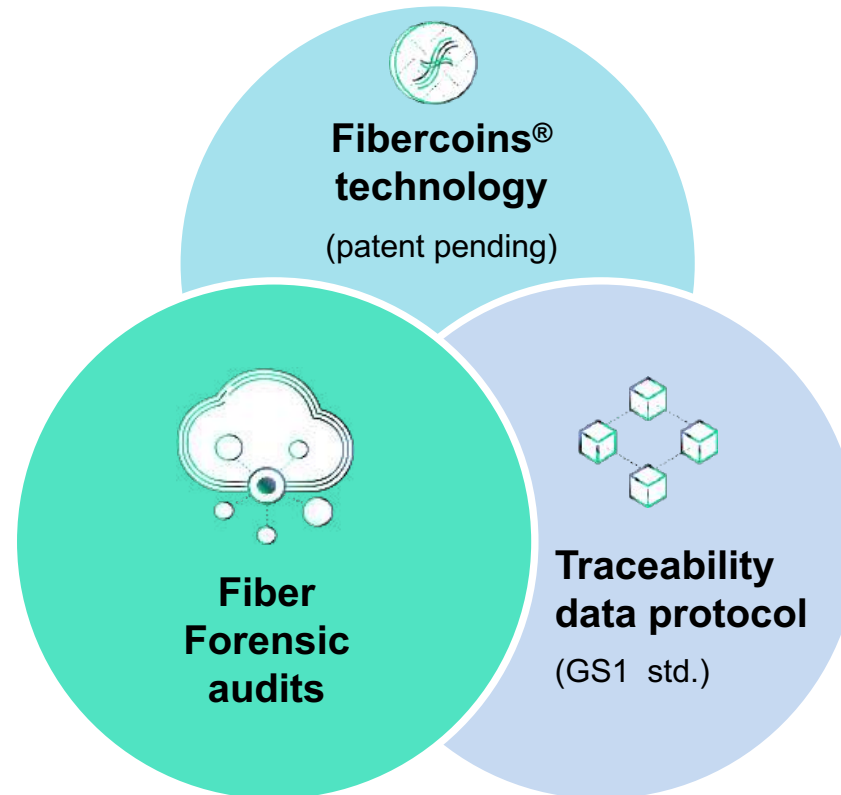 Fibercoins®
technology
(patent pending)
Fiber
Forensic
audits
Traceability
data protocol
(GS1 std.)